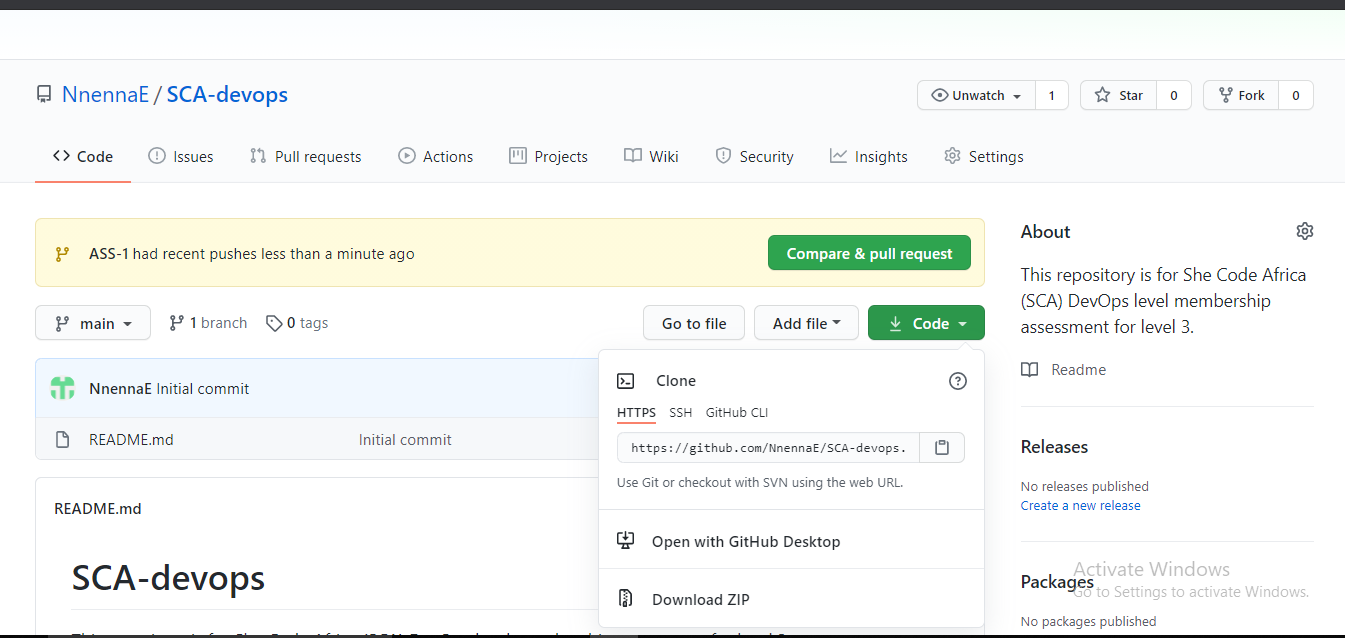 NnennaE / SCA-devops
Unwatch 1 Star 0 Fork 0
Code Issues Pull requests Actions Projects Wiki Security Insights Settings
ASS-1 had recent pushes less than a minute ago Compare & pull request
main 1 branch 0 tags Go to file Add file Code
NnennaE Initial commit
README.md Initial commit
README.md
SCA-devops
Clone
HTTPS SSH GitHub CLI
https://github.com/NnennaE/SCA-devops.
Use Git or checkout with SVN using the web URL.
Open with GitHub Desktop
Download ZIP
About
This repository is for She Code Africa
(SCA) DevOps level membership
assessment for level 3.
Readme
Releases
No releases published
Create a new release
Packages
No packages published
Activate Windows
Go to Settings to activate Windows.